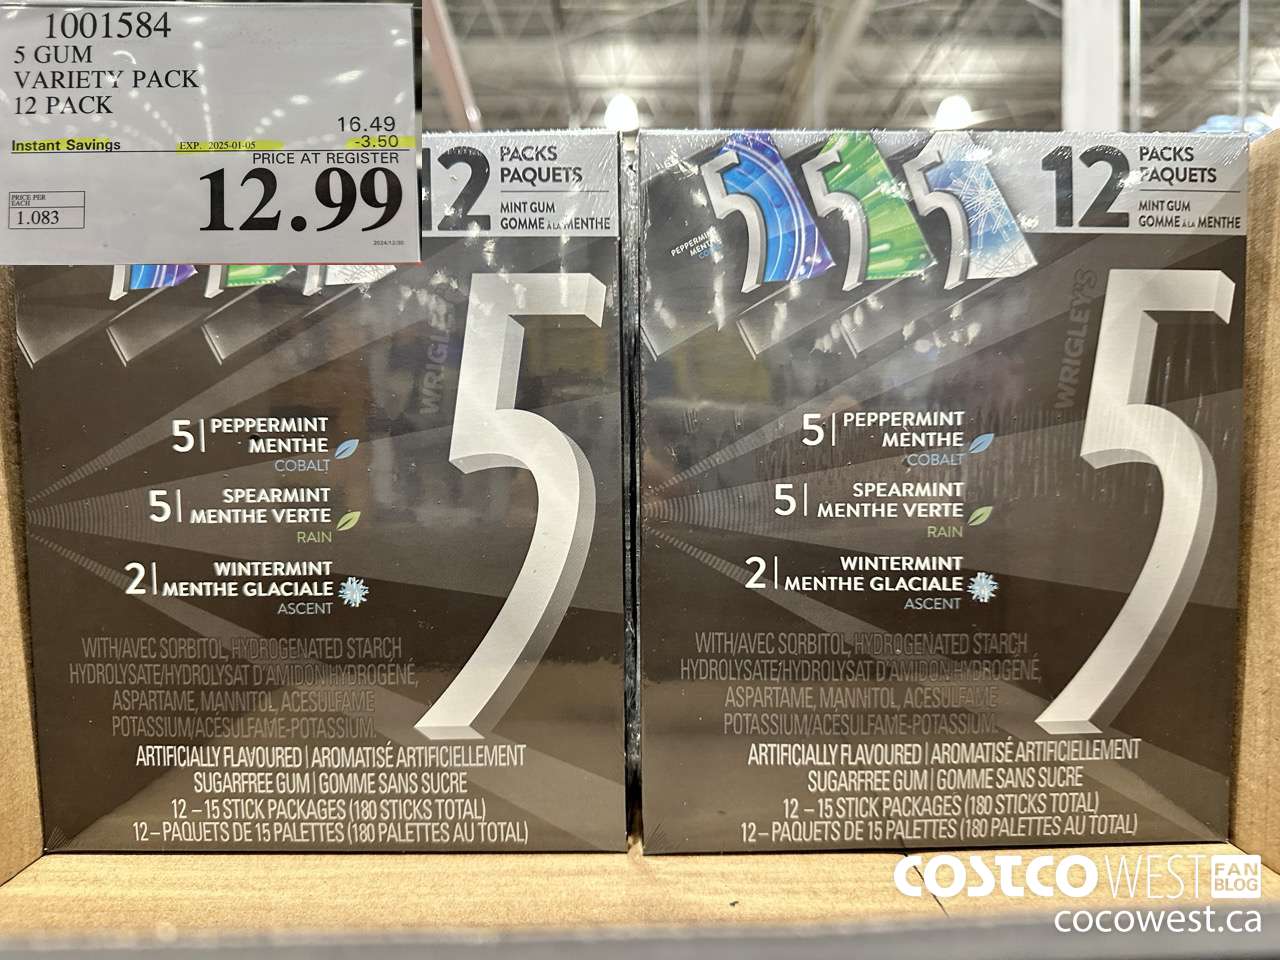 1001584
5 GUM
VARIETY PACK
12 PACK
16.49
Instant Savings EXP. 2025-01-05 -3.50
PRICE AT REGISTER
12.99
PRICE PER
EACH
1.083
2024/12/30
12 PACKS
PAQUETS
MINT GUM
GOMME À LA MENTHE
WRIGLEY'S
5
5 PEPPERMINT
MENTHE
COBALT
5 SPEARMINT
MENTHE VERTE
RAIN
2 WINTERMINT
MENTHE GLACIALE
ASCENT
WITH/AVEC SORBITOL, HYDROGENATED STARCH
HYDROLYSATE/HYDROLYSAT D'AMIDON HYDROGÉNÉ,
ASPARTAME, MANNITOL, ACESULFAME
POTASSIUM/ACÉSULFAME-POTASSIUM.
ARTIFICIALLY FLAVOURED | AROMATISÉ ARTIFICIELLEMENT
SUGARFREE GUM | GOMME SANS SUCRE
12 – 15 STICK PACKAGES (180 STICKS TOTAL)
12 – PAQUETS DE 15 PALETTES (180 PALETTES AU TOTAL)
5 5 5
PEPPERMINT
MENTHE
12 PACKS
PAQUETS
MINT GUM
GOMME À LA MENTHE
WRIGLEY'S
5
5 PEPPERMINT
MENTHE
COBALT
5 SPEARMINT
MENTHE VERTE
RAIN
2 WINTERMINT
MENTHE GLACIALE
ASCENT
WITH/AVEC SORBITOL, HYDROGENATED STARCH
HYDROLYSATE/HYDROLYSAT D'AMIDON HYDROGÉNÉ,
ASPARTAME, MANNITOL, ACESULFAME
POTASSIUM/ACÉSULFAME-POTASSIUM.
ARTIFICIALLY FLAVOURED | AROMATISÉ ARTIFICIELLEMENT
SUGARFREE GUM | GOMME SANS SUCRE
12 – 15 STICK PACKAGES (180 STICKS TOTAL)
12 – PAQUETS DE 15 PALETTES (180 PALETTES AU TOTAL)
COSTCO WEST FAN BLOG
cocowest.ca